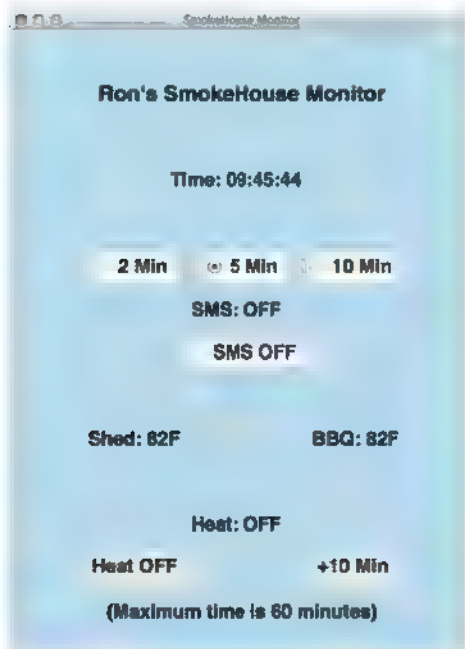 SmokeHouse Monitor
Ron's SmokeHouse Monitor
Time: 09:45:44
2 Min 5 Min 10 Min
SMS: OFF
SMS OFF
Shed: 82F BBQ: 82F
Heat: OFF
Heat OFF +10 Min
(Maximum time is 60 minutes)